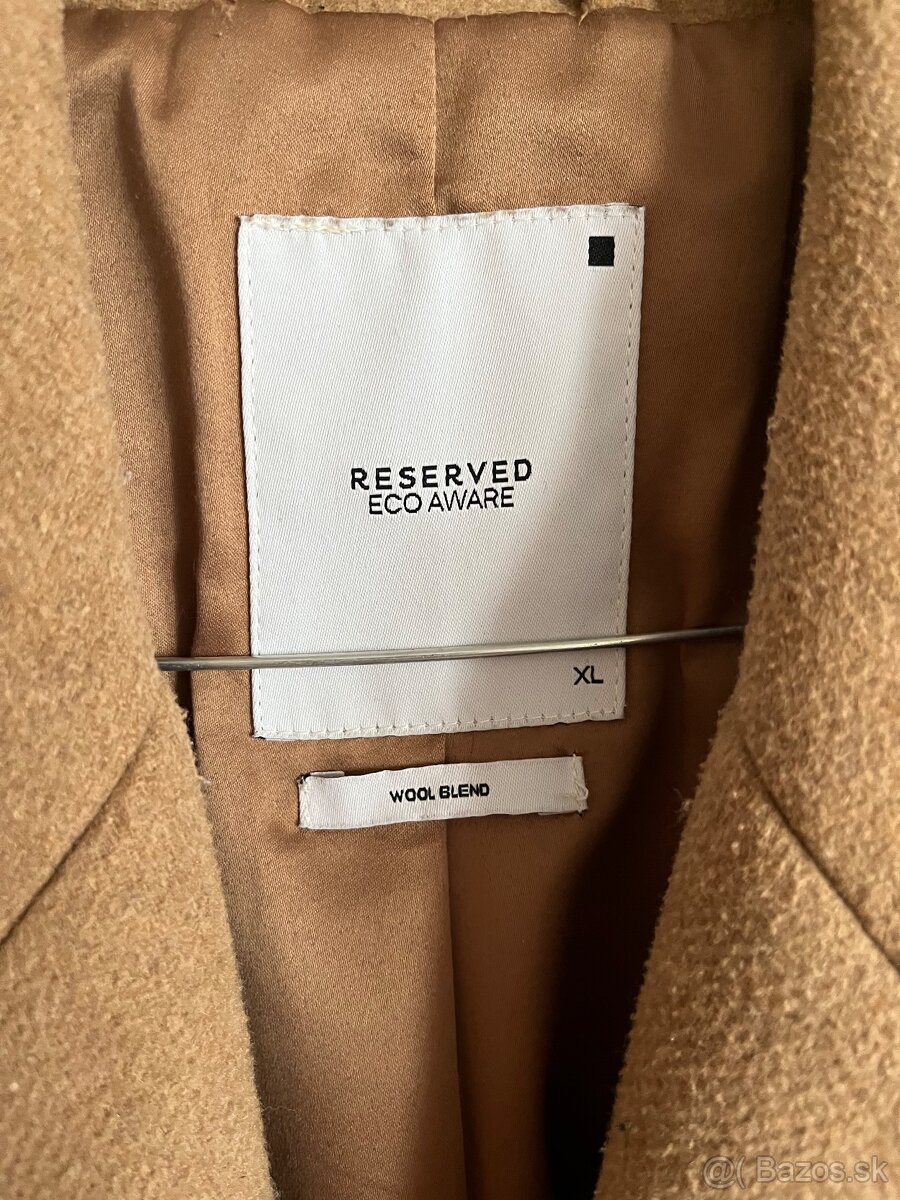 RESERVED
ECO AWARE
XL
WOOL BLEND
@( Bazos.sk